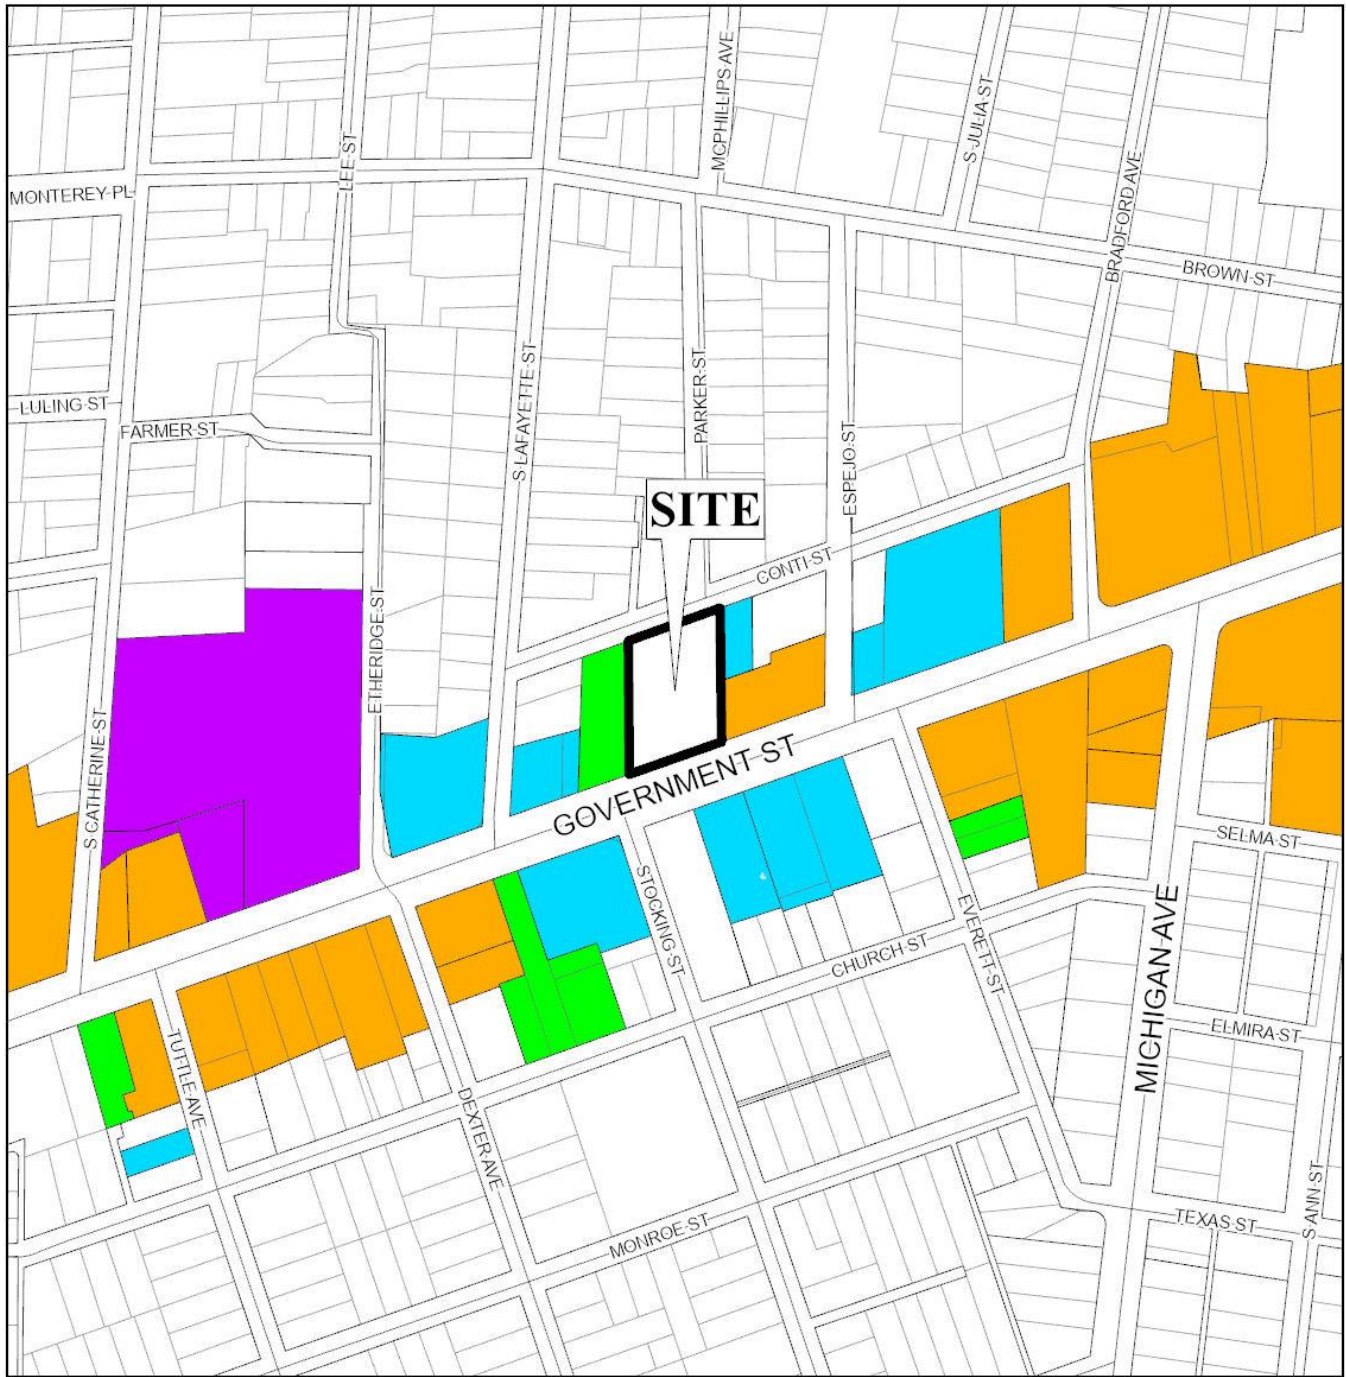 MCPHILLIPS AVE
S JULIA ST
LEE ST
MONTEREY PL
BRADFORD AVE
BROWN ST
S LAFAYETTE ST
PARKER ST
LULING ST
FARMER ST
ESPEJO ST
SITE
CONTI ST
ETHERIDGE ST
S CATHERINE ST
GOVERNMENT ST
SELMA ST
STOCKING ST
EVERETT ST
CHURCH ST
MICHIGAN AVE
ELMIRA ST
TUTTLE AVE
DEXTER AVE
S ANN ST
TEXAS ST
MONROE ST